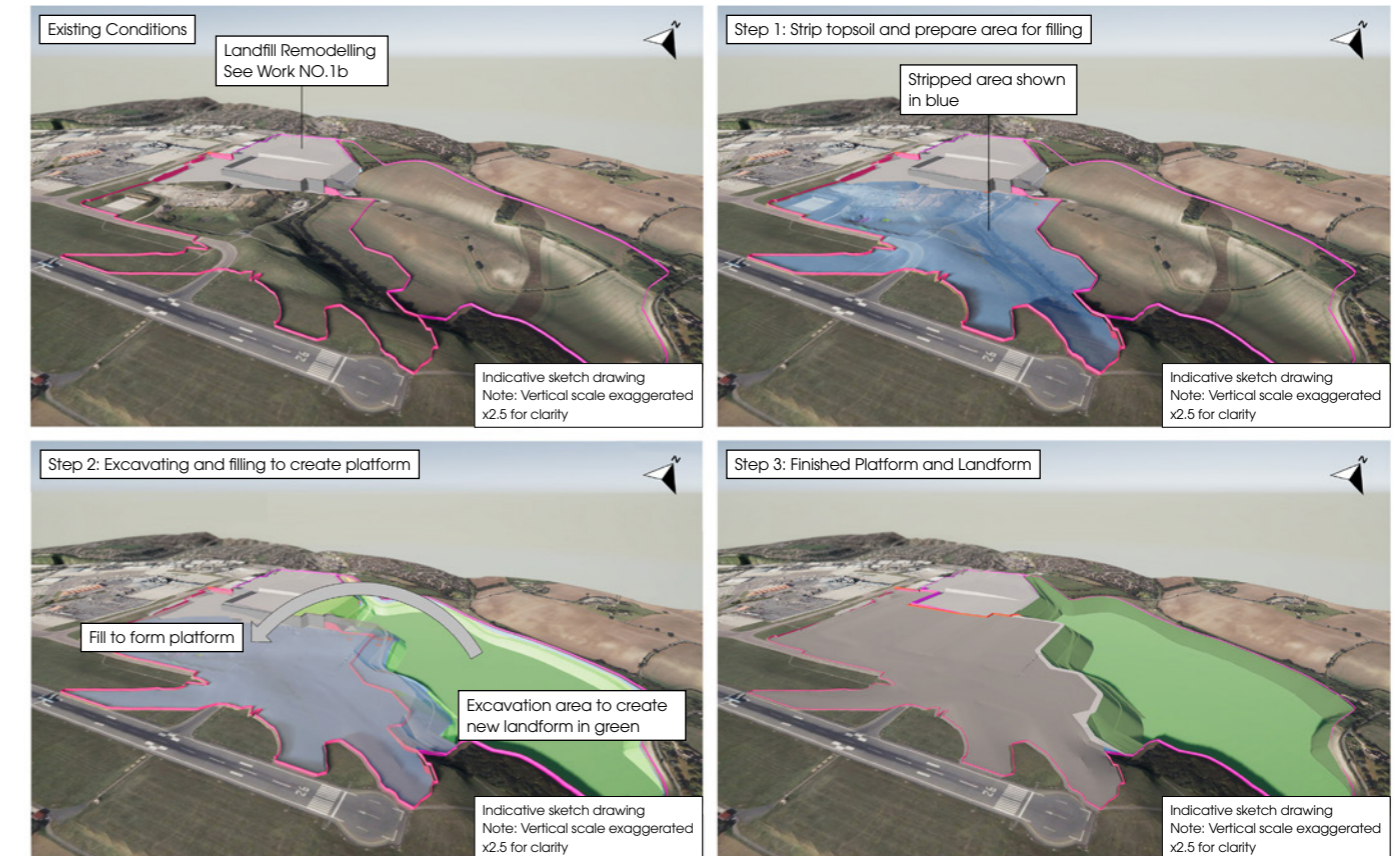 Existing Conditions
N
Landfill Remodelling
See Work NO.1b
26
Indicative sketch drawing
Note: Vertical scale exaggerated
x2.5 for clarity
Step 1: Strip topsoil and prepare area for filling
N
Stripped area shown
in blue
26
Indicative sketch drawing
Note: Vertical scale exaggerated
x2.5 for clarity
Step 2: Excavating and filling to create platform
N
Fill to form platform
Excavation area to create
new landform in green
26
Indicative sketch drawing
Note: Vertical scale exaggerated
x2.5 for clarity
Step 3: Finished Platform and Landform
N
26
Indicative sketch drawing
Note: Vertical scale exaggerated
x2.5 for clarity